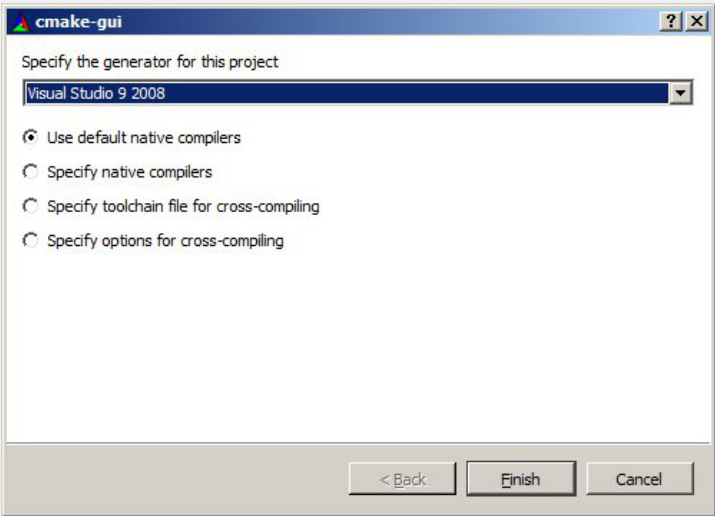 cmake-gui
Specify the generator for this project
Visual Studio 9 2008
Use default native compilers
Specify native compilers
Specify toolchain file for cross-compiling
Specify options for cross-compiling
< Back Finish Cancel